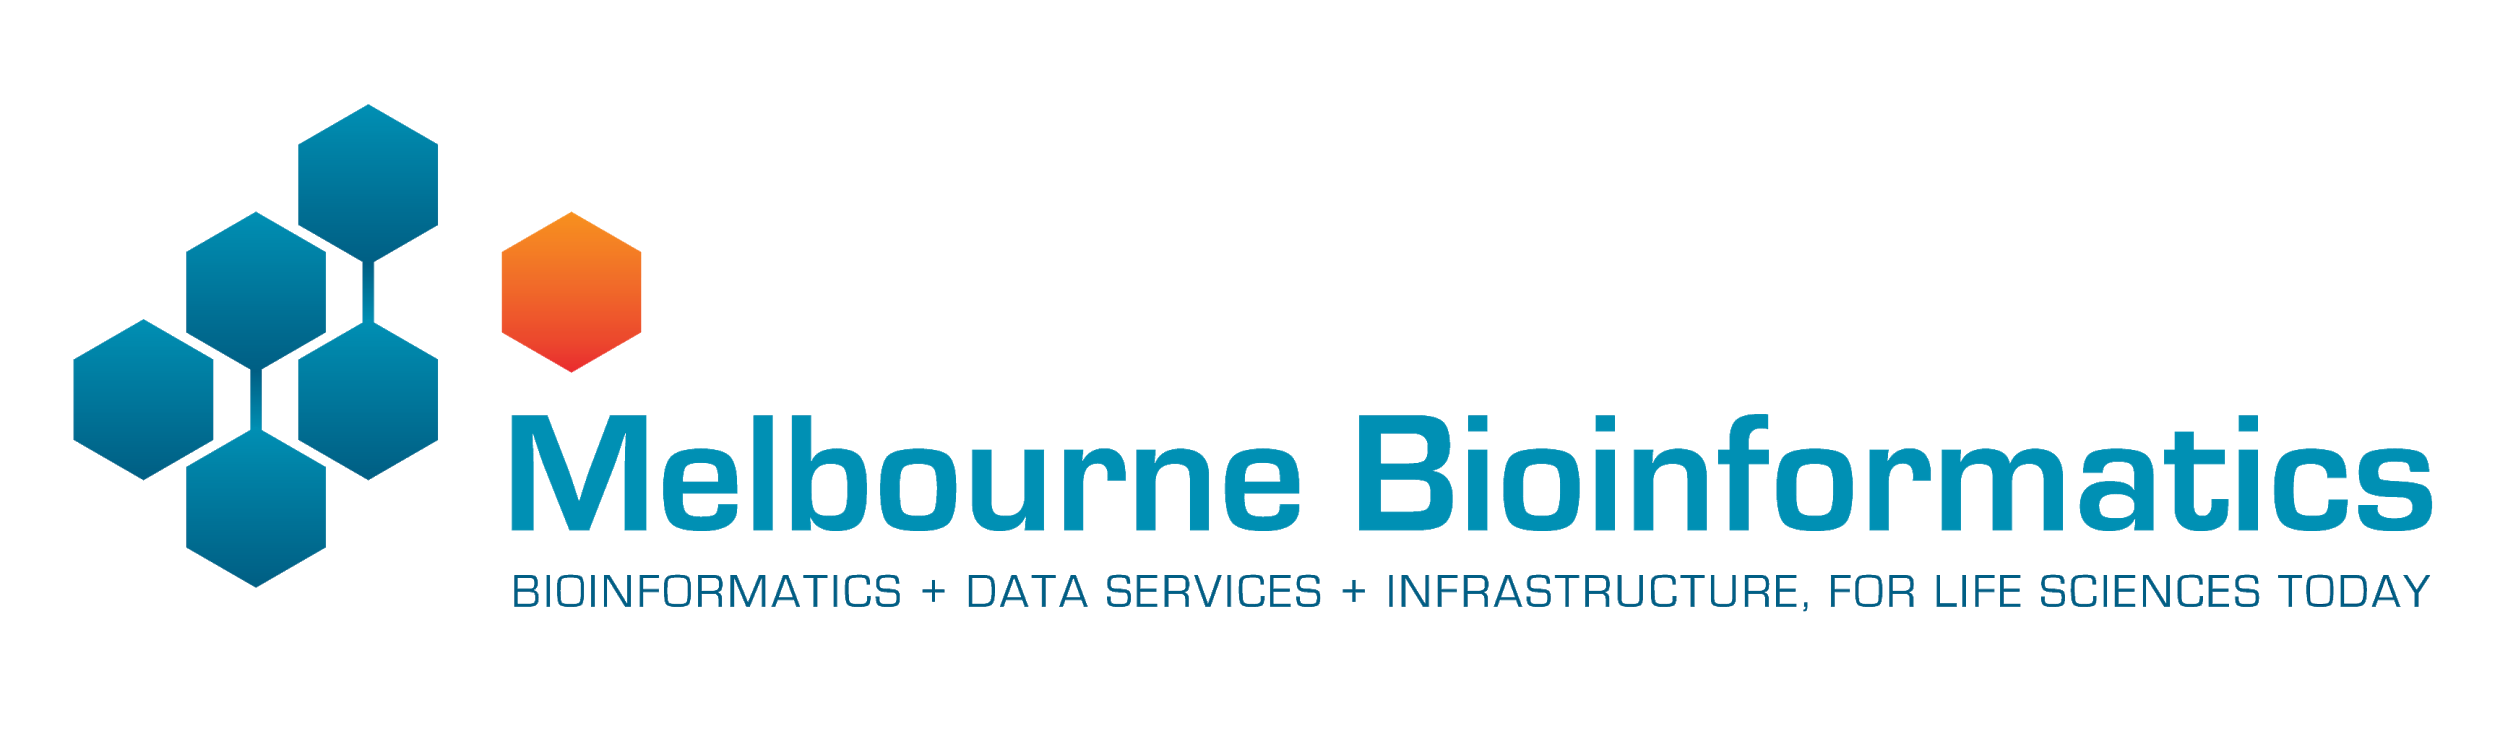 Melbourne Bioinformatics
BIOINFORMATICS + DATA SERVICES + INFRASTRUCTURE, FOR LIFE SCIENCES TODAY